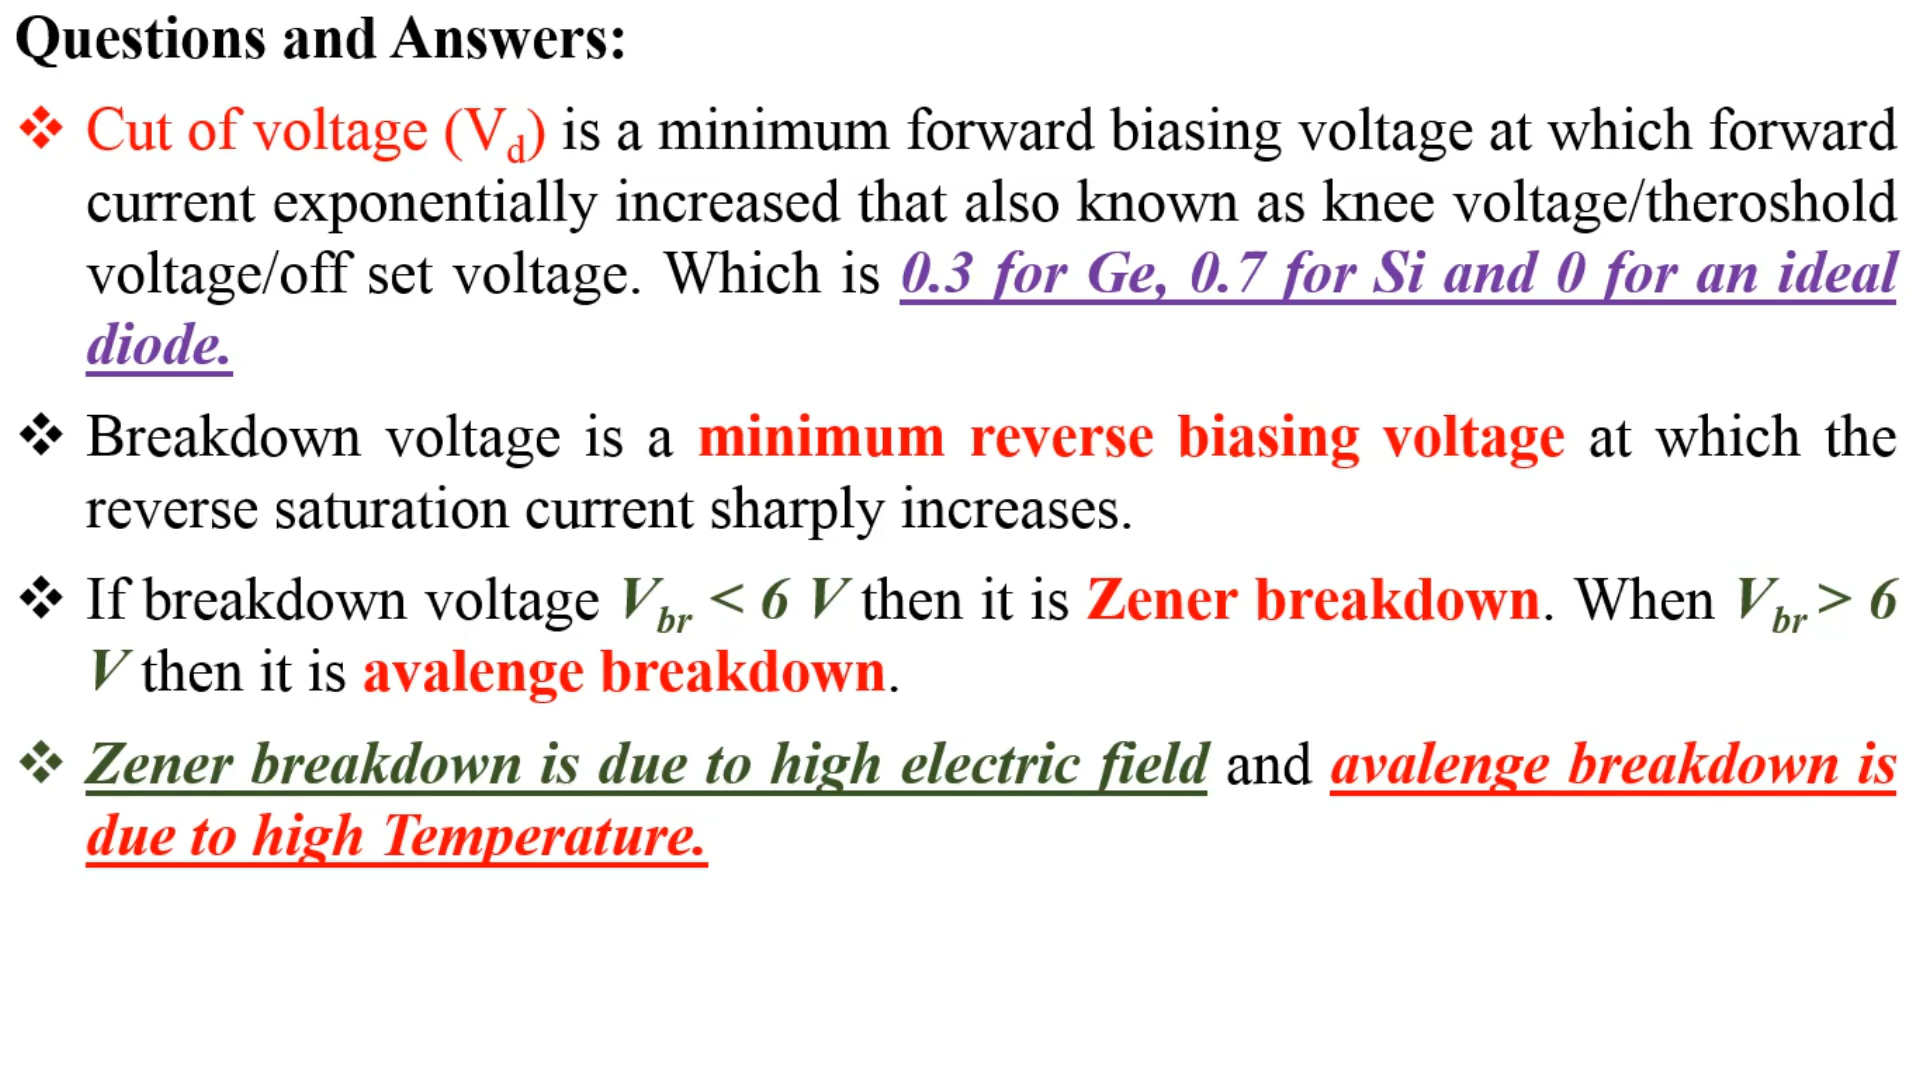 Questions and Answers:
❖ Cut of voltage (Vd) is a minimum forward biasing voltage at which forward
current exponentially increased that also known as knee voltage/theroshold
voltage/off set voltage. Which is 0.3 for Ge, 0.7 for Si and 0 for an ideal
diode.
❖ Breakdown voltage is a minimum reverse biasing voltage at which the
reverse saturation current sharply increases.
❖ If breakdown voltage Vbr < 6 V then it is Zener breakdown. When Vbr > 6
V then it is avalenge breakdown.
❖ Zener breakdown is due to high electric field and avalenge breakdown is
due to high Temperature.